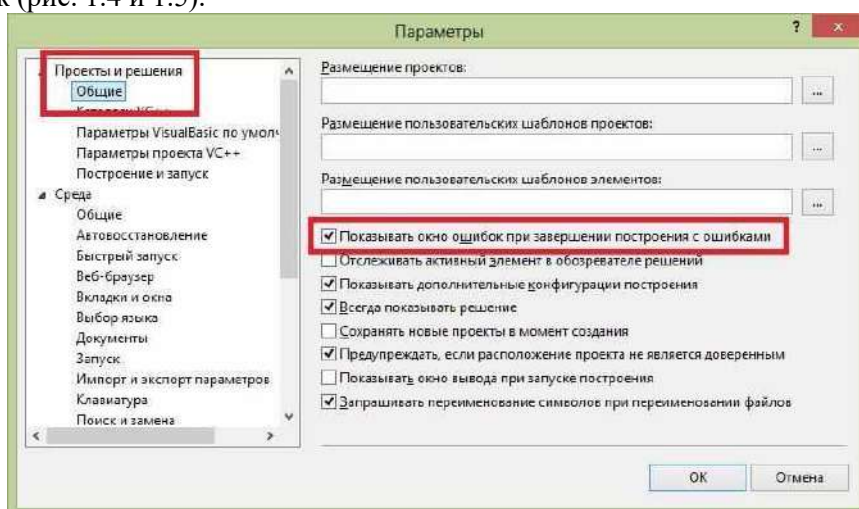 к (рис. 1.4 и 1.5).
Параметры
Проекты и решения
Общие
Параметры VisualBasic по умолч
Параметры проекта VC++
Построение и запуск
Среда
Общие
Автовосстановление
Быстрый запуск
Веб-браузер
Вкладки и окна
Выбор языка
Документы
Запуск
Импорт и экспорт параметров
Клавиатура
Поиск и замена
Размещение проектов:
...
Размещение пользовательских шаблонов проектов:
...
Размещение пользовательских шаблонов элементов:
...
Показывать окно ошибок при завершении построения с ошибками
Отслеживать активный элемент в обозревателе решений
Показывать дополнительные конфигурации построения
Всегда показывать решение
Сохранять новые проекты в момент создания
Предупреждать, если расположение проекта не является доверенным
Показывать окно вывода при запуске построения
Запрашивать переименование символов при переименовании файлов
ОК
Отмена